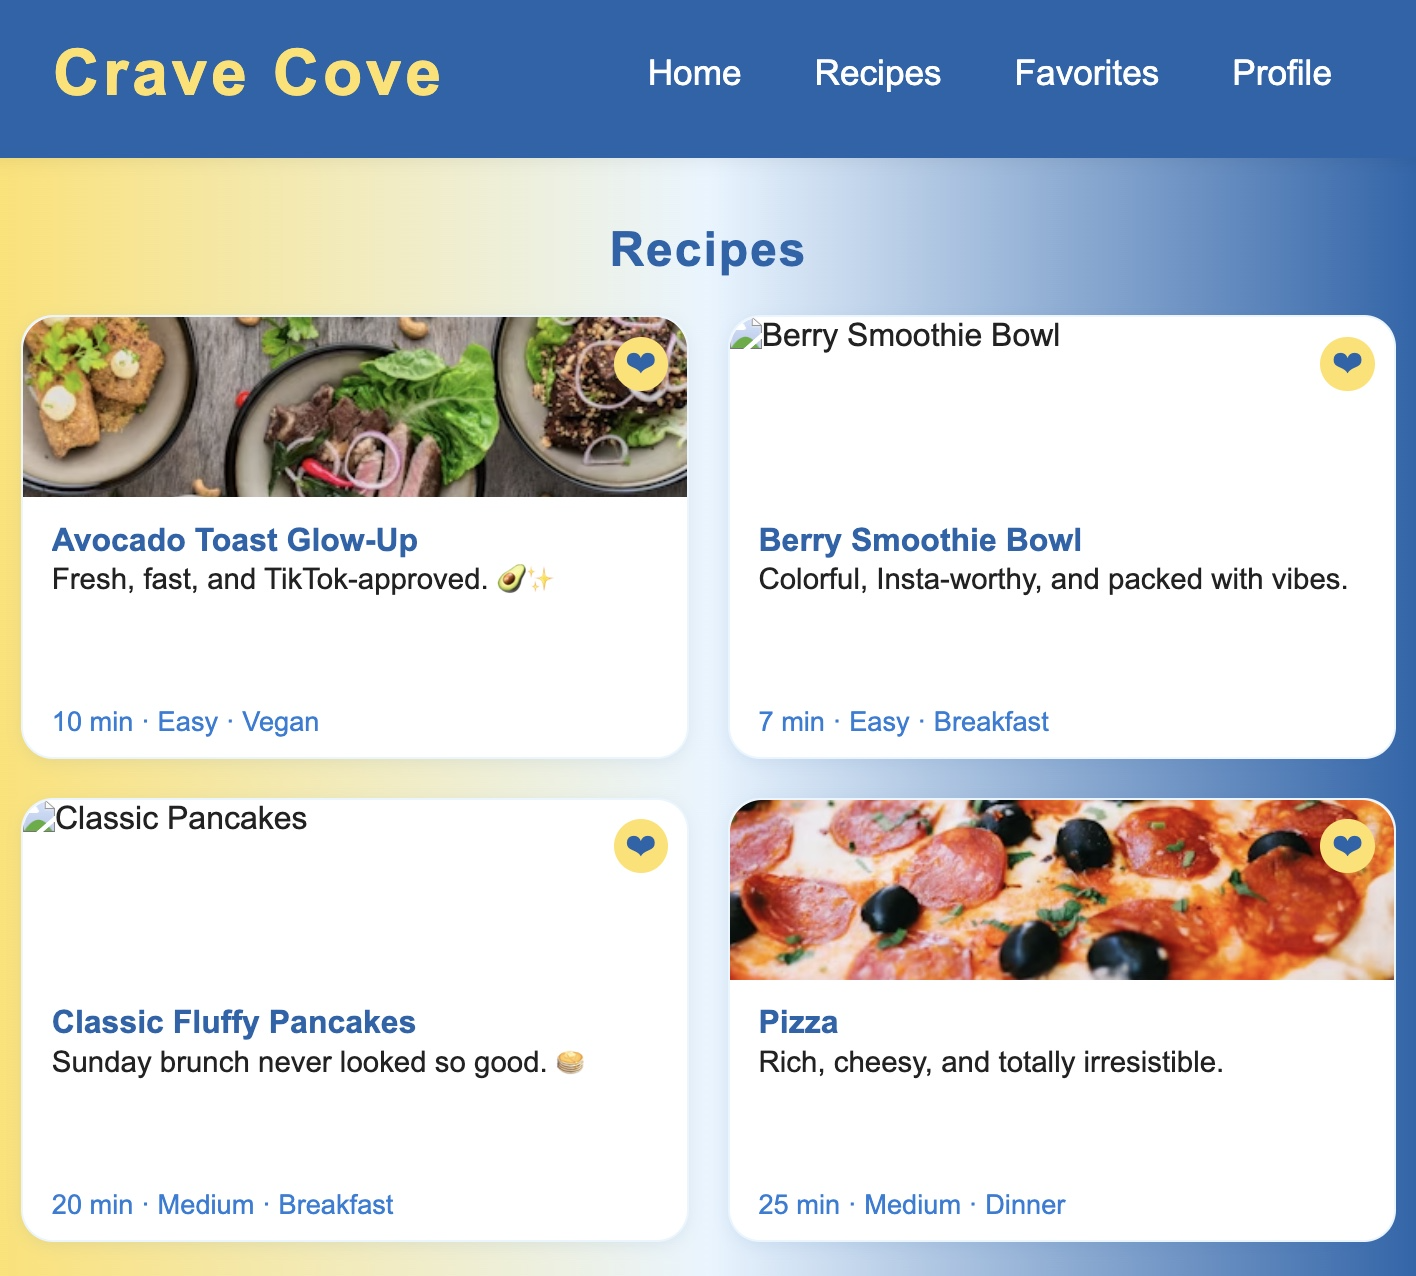 Crave Cove
Home Recipes Favorites Profile
Recipes
Avocado Toast Glow-Up
Fresh, fast, and TikTok-approved. 🥑✨
10 min · Easy · Vegan
Berry Smoothie Bowl
Berry Smoothie Bowl
Colorful, Insta-worthy, and packed with vibes.
7 min · Easy · Breakfast
Classic Pancakes
Classic Fluffy Pancakes
Sunday brunch never looked so good. 🥞
20 min · Medium · Breakfast
Pizza
Rich, cheesy, and totally irresistible.
25 min · Medium · Dinner